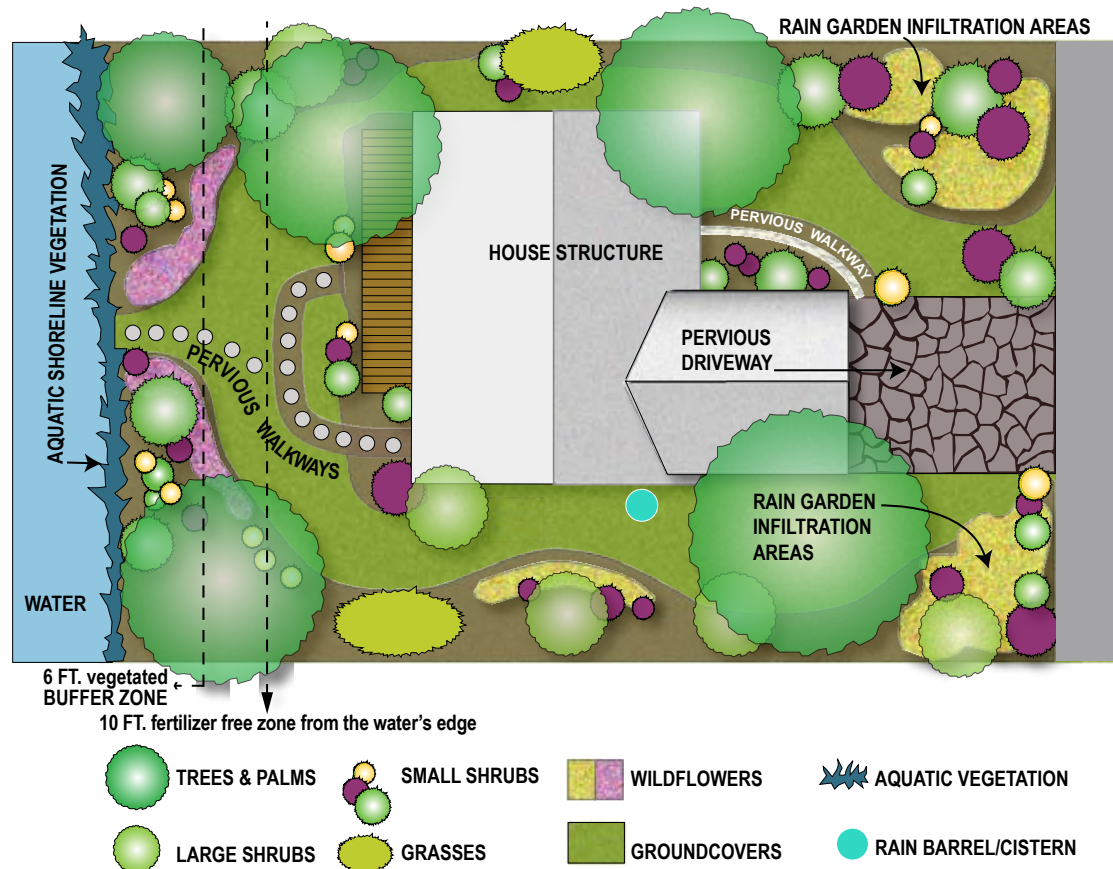 RAIN GARDEN INFILTRATION AREAS
AQUATIC SHORELINE VEGETATION
PERVIOUS WALKWAY
HOUSE STRUCTURE
PERVIOUS
DRIVEWAY
PERVIOUS WALKWAYS
RAIN GARDEN
INFILTRATION
AREAS
WATER
6 FT. vegetated
BUFFER ZONE
10 FT. fertilizer free zone from the water's edge
TREES & PALMS
SMALL SHRUBS
WILDFLOWERS
AQUATIC VEGETATION
LARGE SHRUBS
GRASSES
GROUNDCOVERS
RAIN BARREL/CISTERN